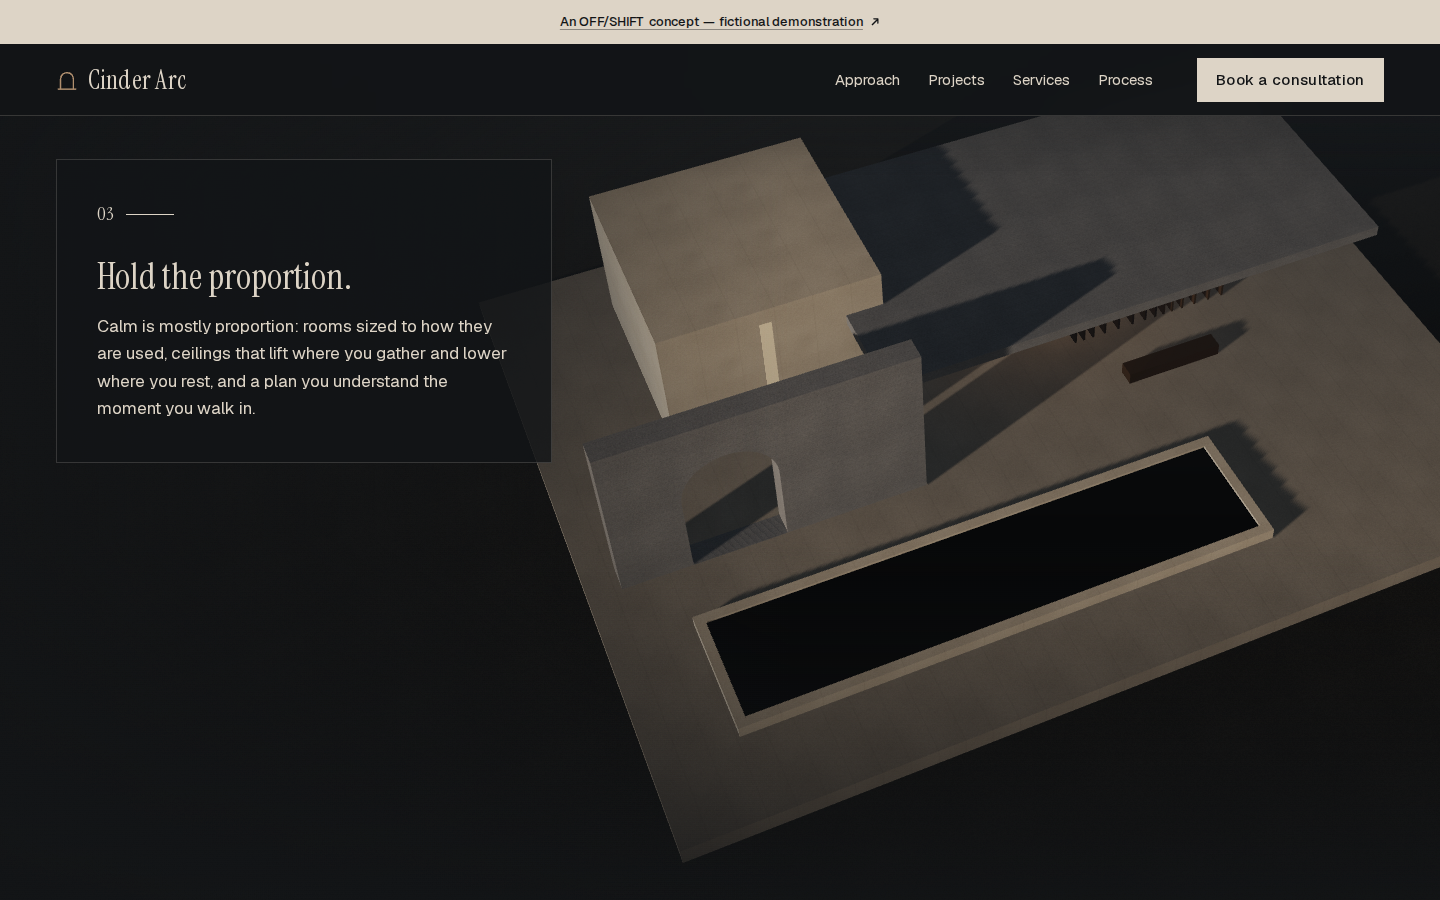 An OFF/SHIFT concept — fictional demonstration ↗
Cinder Arc
Approach
Projects
Services
Process
Book a consultation
03
Hold the proportion.
Calm is mostly proportion: rooms sized to how they
are used, ceilings that lift where you gather and lower
where you rest, and a plan you understand the
moment you walk in.